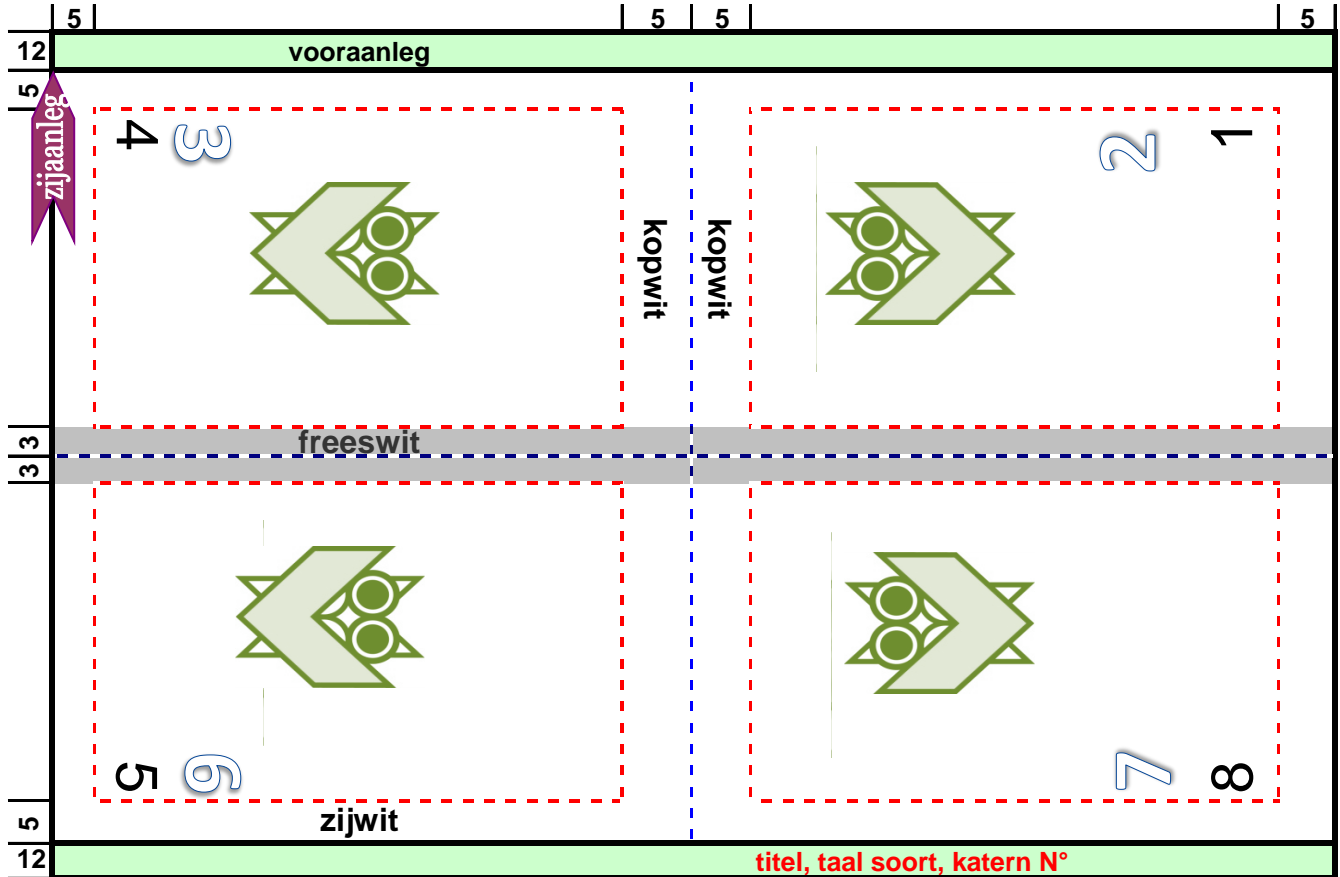 5 5 5 5
12 vooraanleg
5
zijaanleg
4 3 2 1
kopwit kopwit
3 freeswit
3
5 6 7 8
5 zijwit
12 titel, taal soort, katern N°